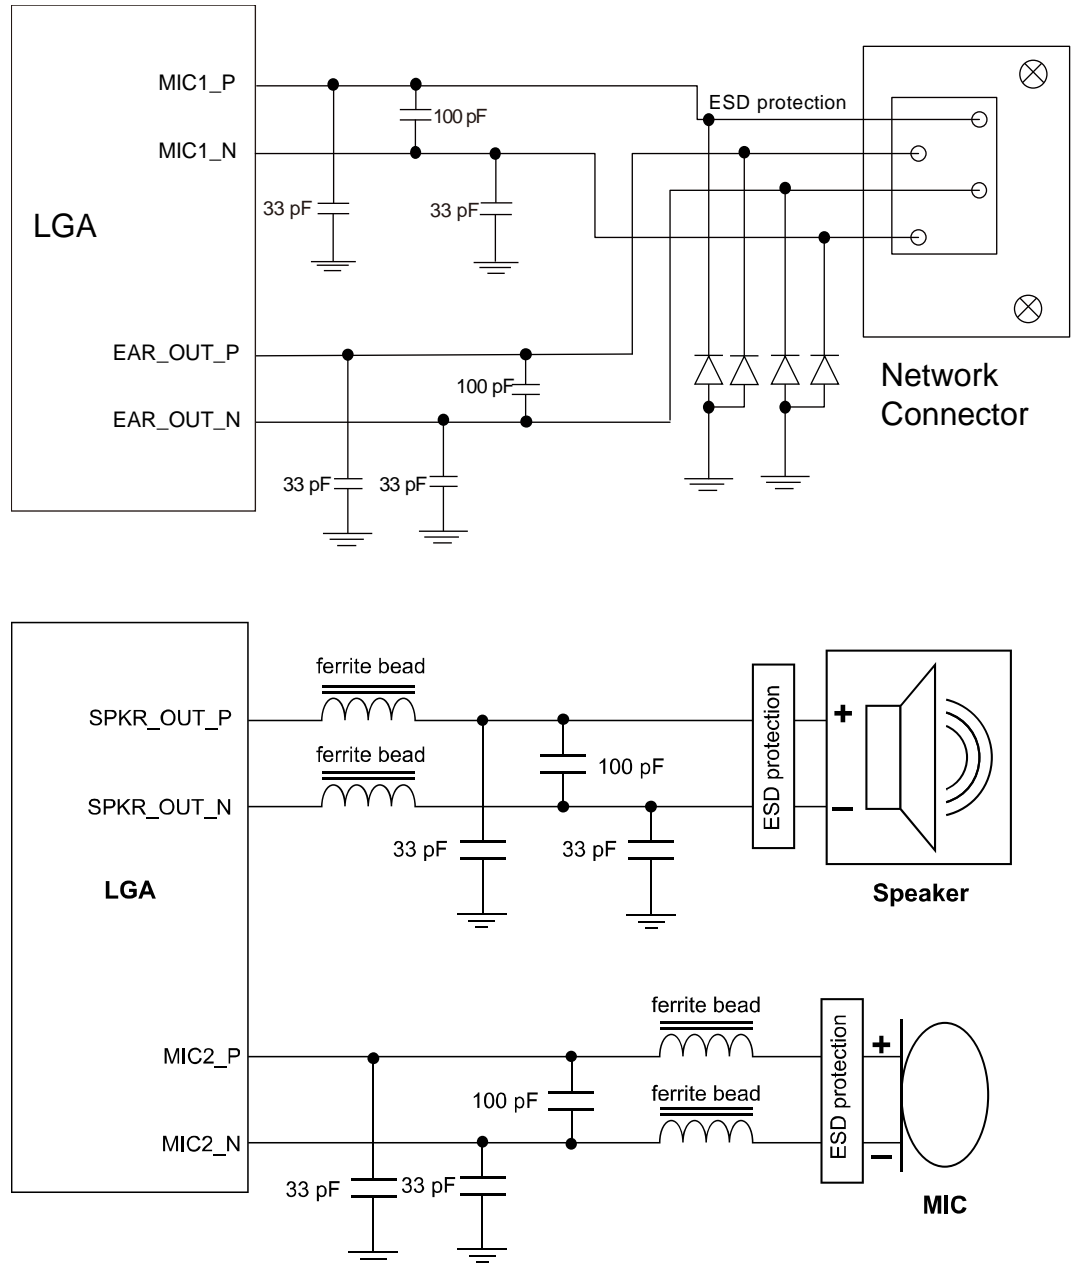 MIC1_P
ESD protection
100 pF
MIC1_N
33 pF
33 pF
LGA
EAR_OUT_P
Network
Connector
100 pF
EAR_OUT_N
33 pF
33 pF
ferrite bead
SPKR_OUT_P
+
ferrite bead
100 pF
ESD protection
SPKR_OUT_N
–
33 pF
33 pF
LGA
Speaker
ferrite bead
MIC2_P
+
ferrite bead
100 pF
ESD protection
MIC2_N
–
33 pF
33 pF
MIC